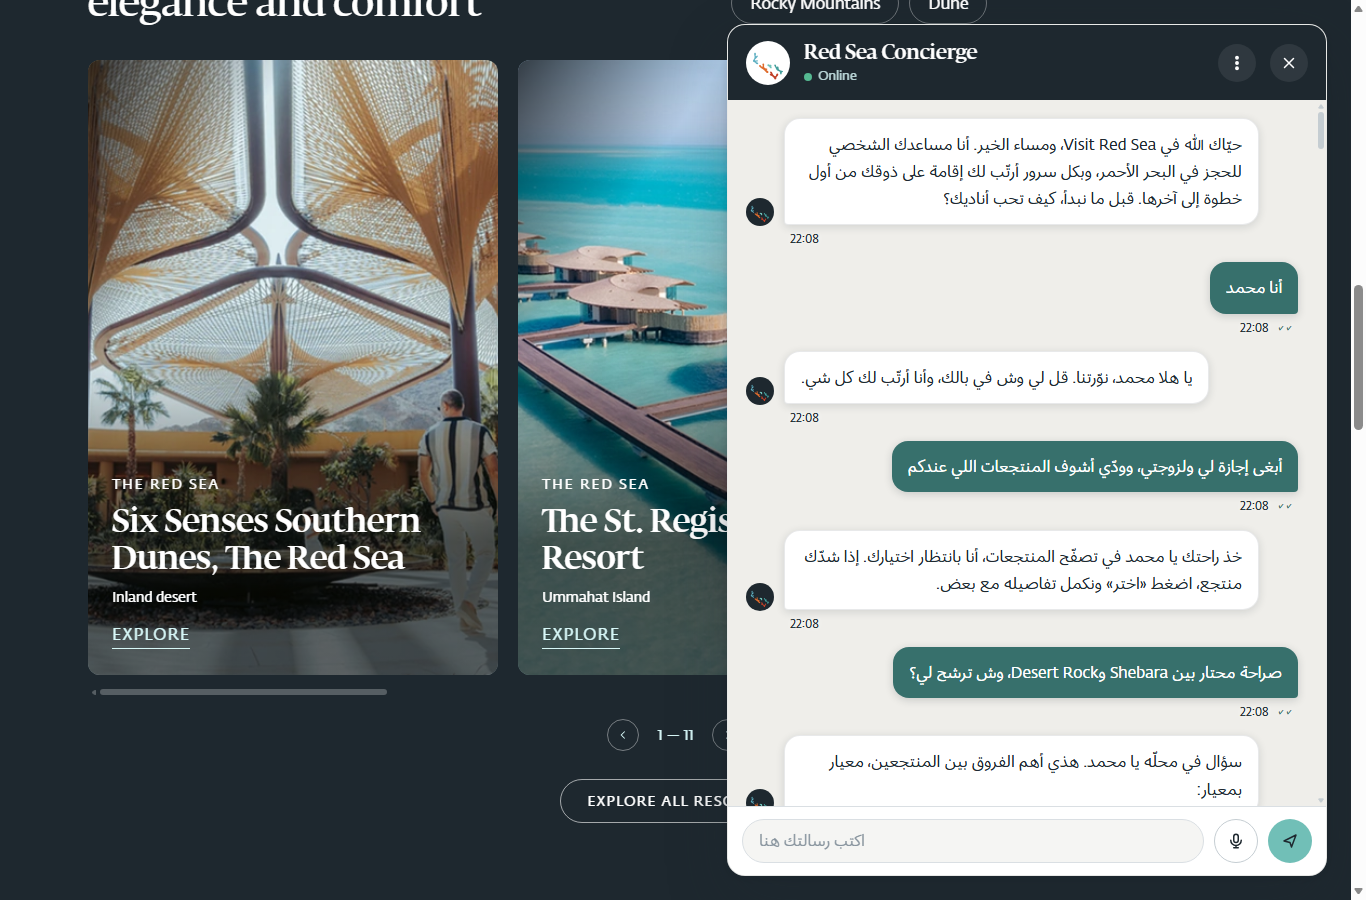 elegance and comfort
Rocky Mountains
Dune
THE RED SEA
Six Senses Southern
Dunes, The Red Sea
Inland desert
EXPLORE
THE RED SEA
The St. Regis
Resort
Ummahat Island
EXPLORE
1 — 11
EXPLORE ALL RESO
Red Sea Concierge
Online
حيّاك الله في Visit Red Sea، ومساء الخير. أنا مساعدك الشخصي
للحجز في البحر الأحمر، وبكل سرور أرتّب لك إقامة على ذوقك من أول
خطوة إلى آخرها. قبل ما نبدأ، كيف تحب أناديك؟
22:08
أنا محمد
22:08
يا هلا محمد، نوّرتنا. قل لي وش في بالك، وأنا أرتّب لك كل شي.
22:08
أبغى إجازة لي ولزوجتي، وودّي أشوف المنتجعات اللي عندكم
22:08
خذ راحتك يا محمد في تصفّح المنتجعات، أنا بانتظار اختيارك. إذا شدّك
منتجع، اضغط «اختر» ونكمل تفاصيله مع بعض.
22:08
صراحة محتار بين Shebara وDesert Rock، وش ترشح لي؟
22:08
سؤال في محلّه يا محمد. هذي أهم الفروق بين المنتجعين، معيار
بمعيار:
اكتب رسالتك هنا